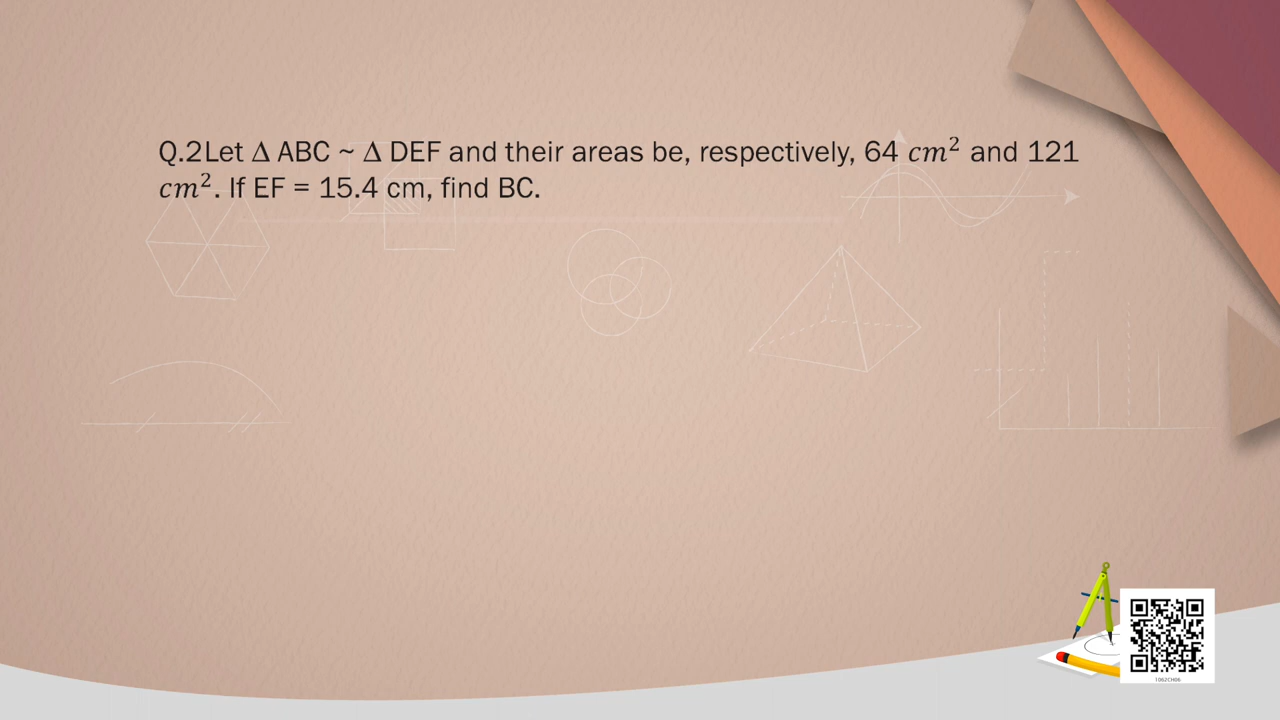 Q.2Let Δ ABC ~ Δ DEF and their areas be, respectively, 64 𝑐𝑚² and 121
𝑐𝑚². If EF = 15.4 cm, find BC.
1062CH06